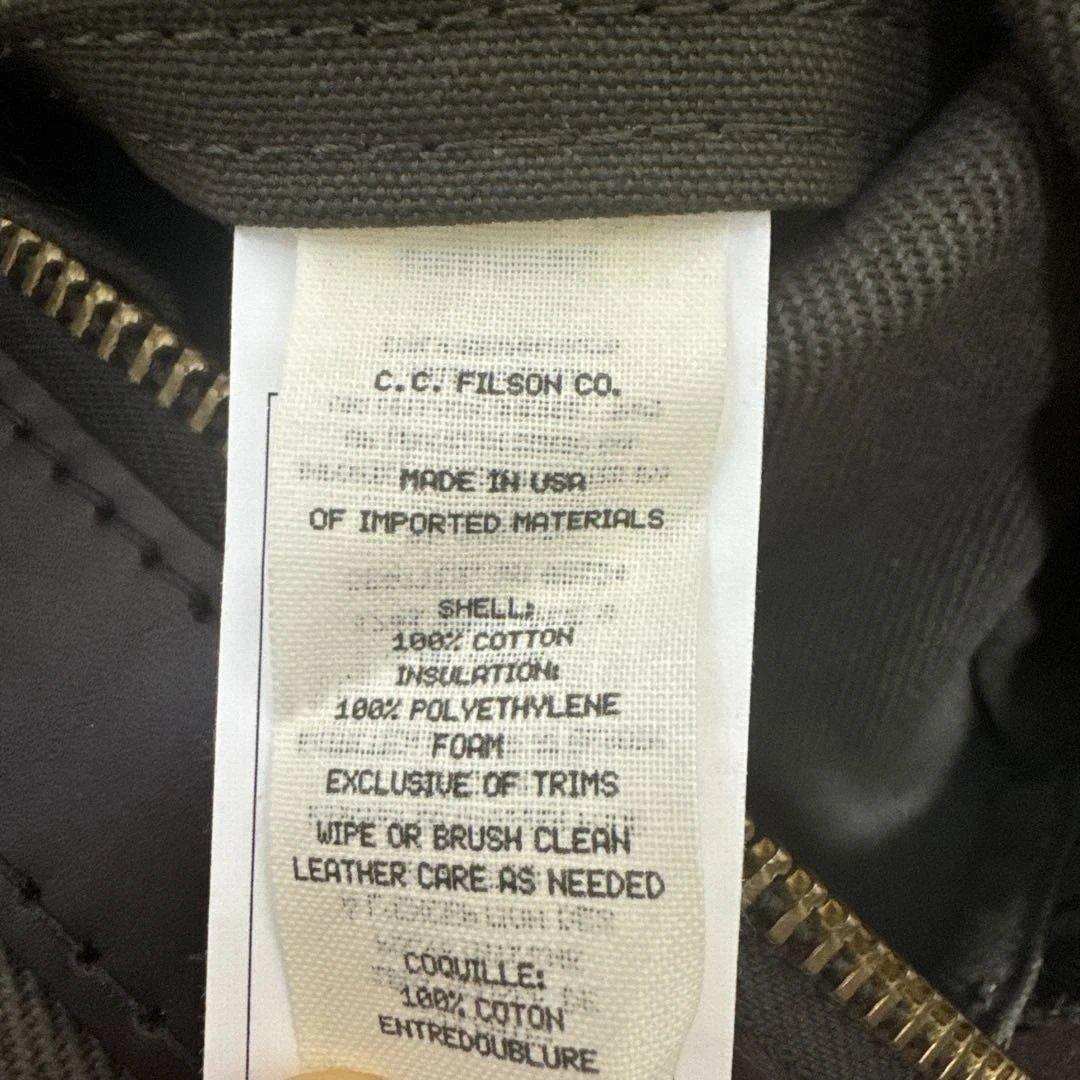 C.C. FILSON CO.
MADE IN USA
OF IMPORTED MATERIALS
SHELL:
100% COTTON
INSULATION:
100% POLYETHYLENE
FOAM
EXCLUSIVE OF TRIMS
WIPE OR BRUSH CLEAN
LEATHER CARE AS NEEDED
COQUILLE:
100% COTON
ENTREDOUBLURE